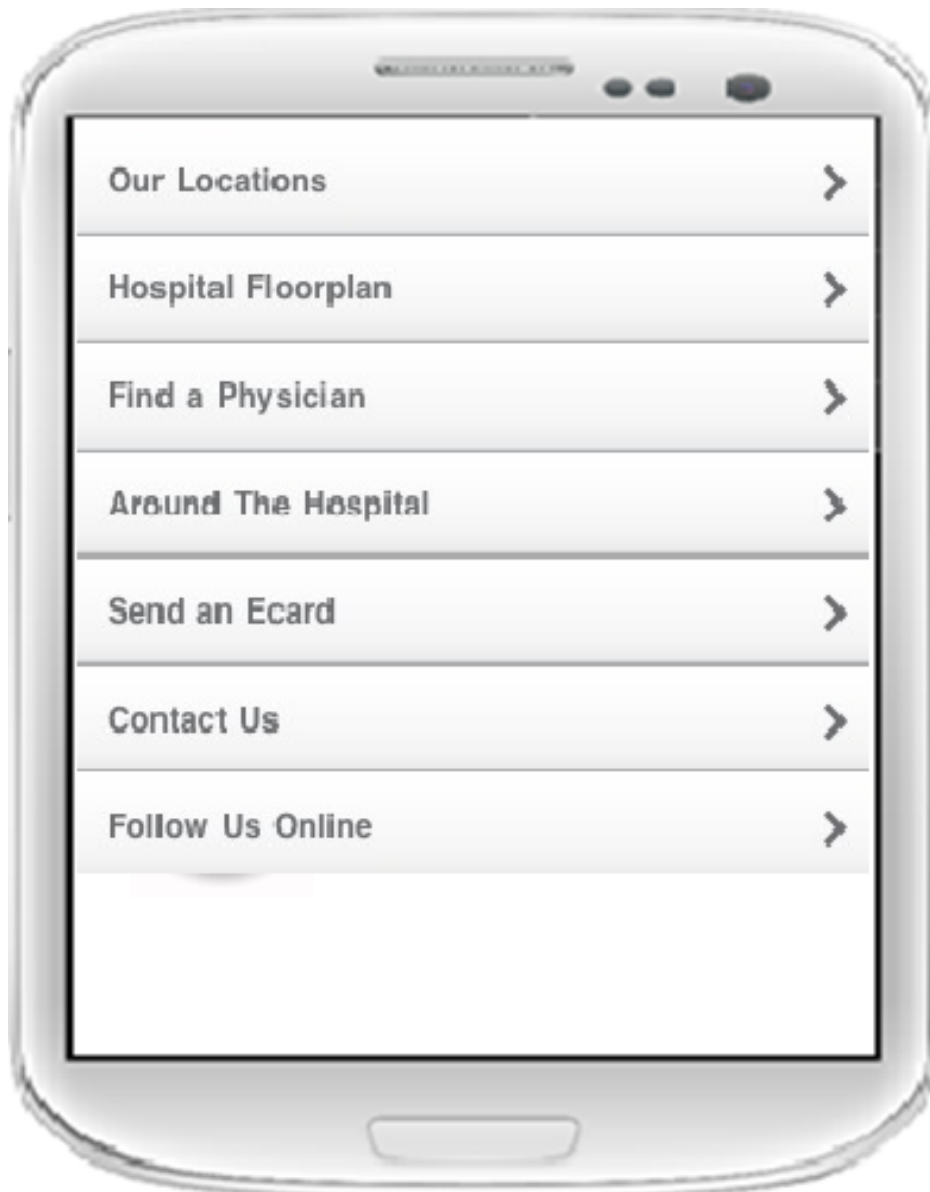 Our Locations
Hospital Floorplan
Find a Physician
Around The Hospital
Send an Ecard
Contact Us
Follow Us Online